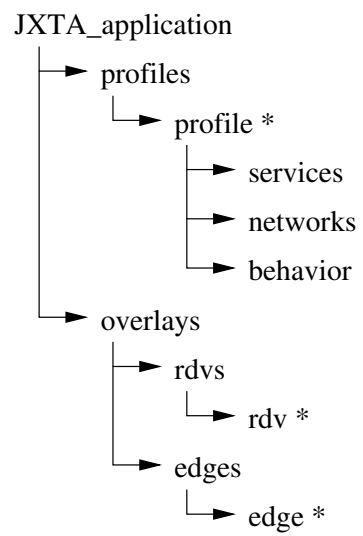 JXTA_application
profiles
profile *
services
networks
behavior
overlays
rdvs
rdv *
edges
edge *